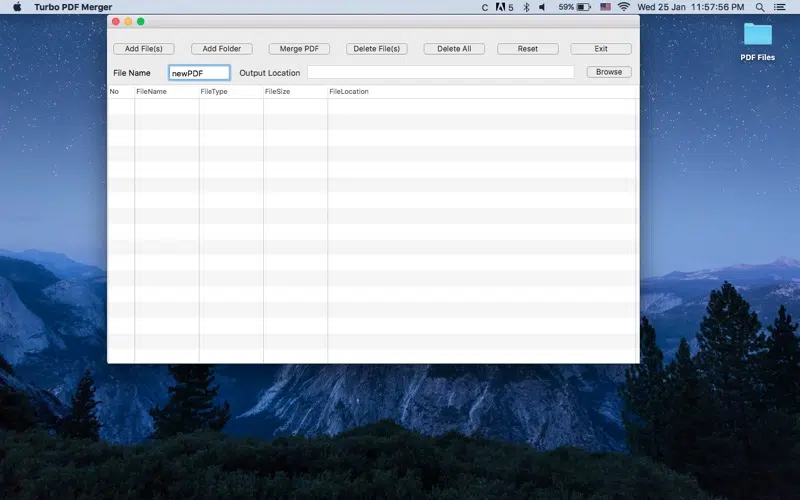 Turbo PDF Merger C 5 59% Wed 25 Jan 11:57:56 PM
PDF Files
Add File(s) Add Folder Merge PDF Delete File(s) Delete All Reset Exit
File Name newPDF Output Location Browse
No FileName FileType FileSize FileLocation